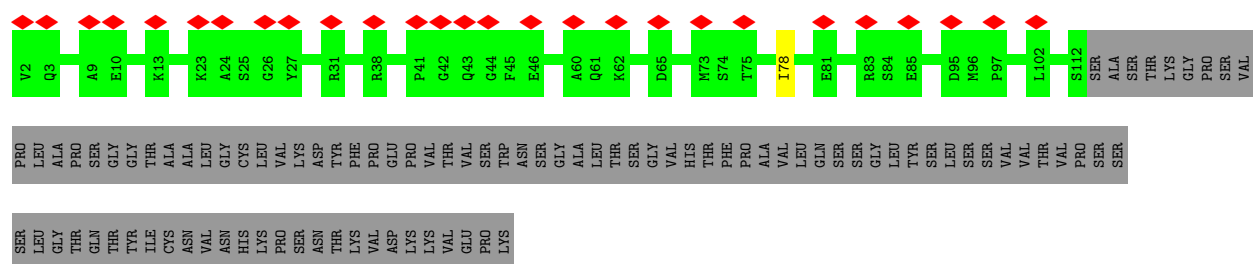 V2 Q3 A9 E10 K13 K23 A24 S25 G26 Y27 R31 R38 P41 G42 Q43 G44 F45 E46 A60 Q61 K62 D65 M73 S74 T75 I78 E81 R83 S84 E85 D95 M96 P97 L102 S112 SER ALA SER THR LYS GLY PRO SER VAL
PRO LEU ALA PRO SER GLY GLY THR ALA ALA LEU GLY CYS LEU VAL LYS ASP TYR PHE PRO GLU PRO VAL THR VAL SER TRP ASN SER GLY ALA LEU THR SER GLY VAL HIS THR PHE PRO ALA VAL LEU GLN SER SER GLY LEU TYR SER LEU SER SER VAL VAL THR VAL PRO SER SER
SER LEU GLY THR GLN THR TYR ILE CYS ASN VAL ASN HIS LYS PRO SER ASN THR LYS VAL ASP LYS LYS VAL GLU PRO LYS